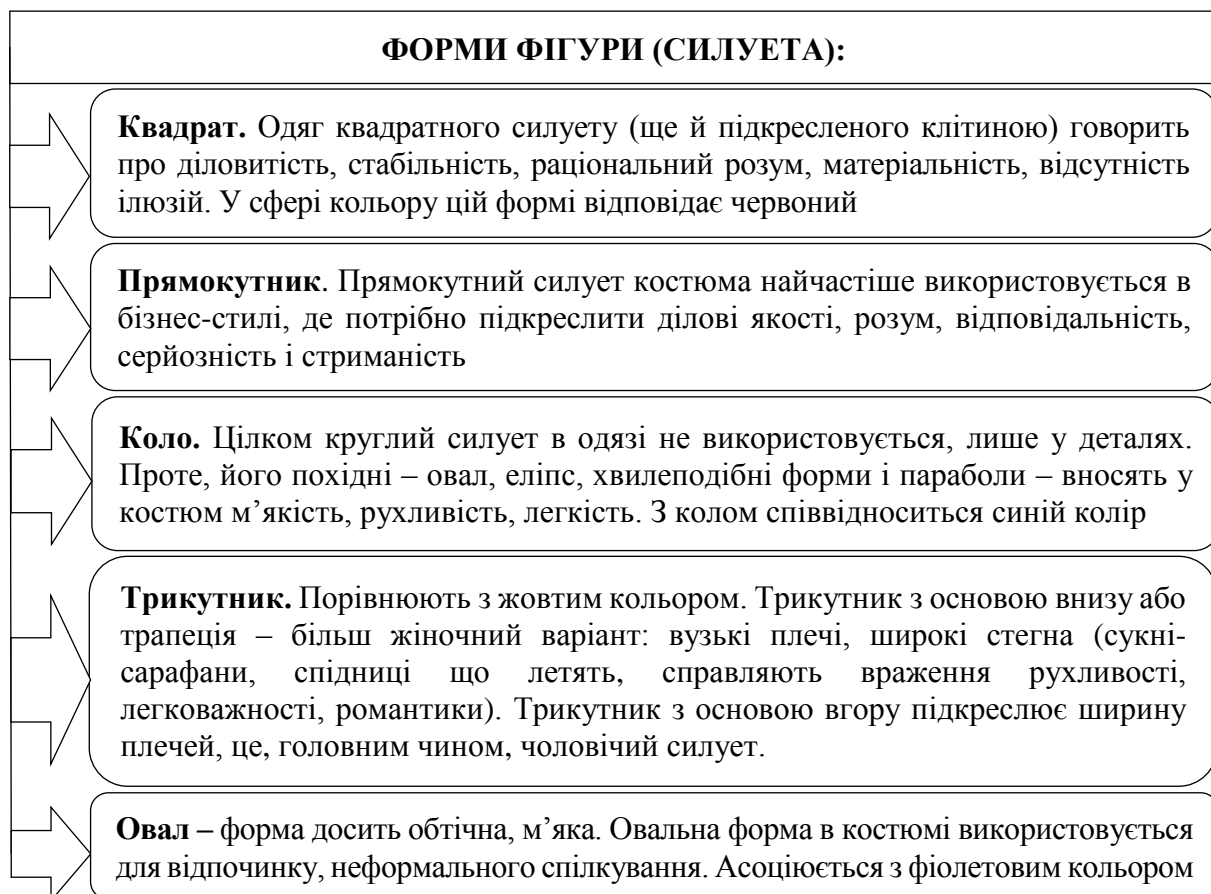 ФОРМИ ФІГУРИ (СИЛУЕТА):
Квадрат. Одяг квадратного силуету (ще й підкресленого клітиною) говорить
про діловитість, стабільність, раціональний розум, матеріальність, відсутність
ілюзій. У сфері кольору цій формі відповідає червоний
Прямокутник. Прямокутний силует костюма найчастіше використовується в
бізнес-стилі, де потрібно підкреслити ділові якості, розум, відповідальність,
серйозність і стриманість
Коло. Цілком круглий силует в одязі не використовується, лише у деталях.
Проте, його похідні – овал, еліпс, хвилеподібні форми і параболи – вносять у
костюм м’якість, рухливість, легкість. З колом співвідноситься синій колір
Трикутник. Порівнюють з жовтим кольором. Трикутник з основою внизу або
трапеція – більш жіночний варіант: вузькі плечі, широкі стегна (сукні-
сарафани, спідниці що летять, справляють враження рухливості,
легковажності, романтики). Трикутник з основою вгору підкреслює ширину
плечей, це, головним чином, чоловічий силует.
Овал – форма досить обтічна, м’яка. Овальна форма в костюмі використовується
для відпочинку, неформального спілкування. Асоціюється з фіолетовим кольором